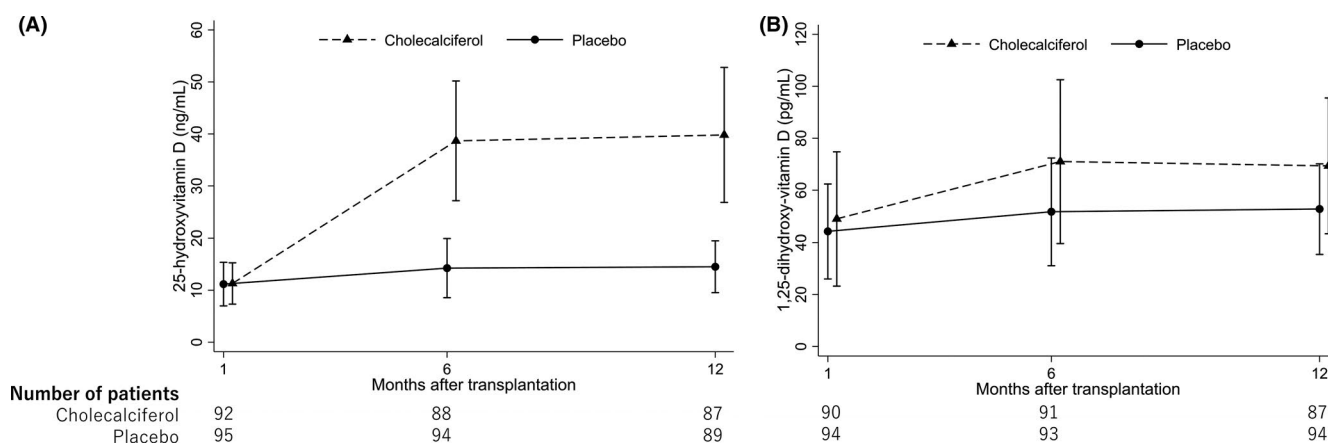 (A)
Cholecalciferol
Placebo
25-hydroxyvitamin D (ng/mL)
60
50
40
30
20
10
0
1
6
12
Months after transplantation
(B)
Cholecalciferol
Placebo
1,25-dihydroxy-vitamin D (pg/mL)
120
100
80
60
40
20
0
1
6
12
Months after transplantation
Number of patients
Cholecalciferol 92 88 87 90 91 87
Placebo 95 94 89 94 93 94